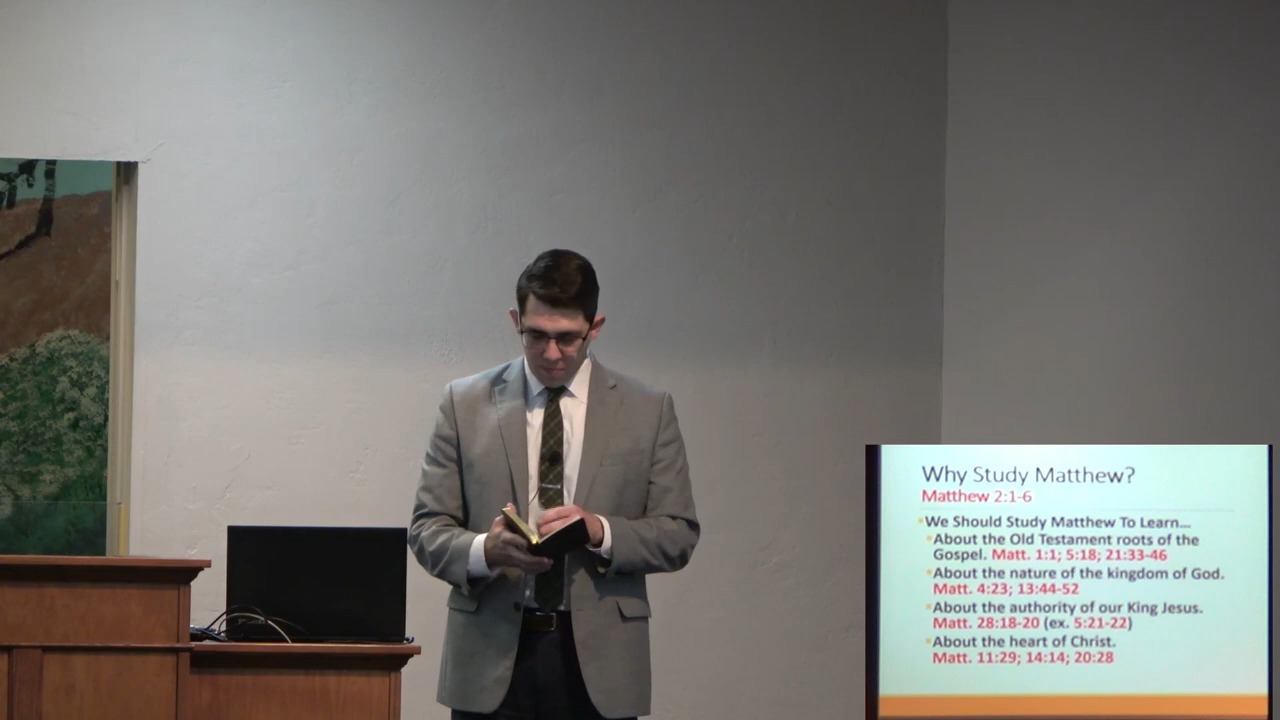 Why Study Matthew?
Matthew 2:1-6
We Should Study Matthew To Learn...
About the Old Testament roots of the
Gospel. Matt. 1:1; 5:18; 21:33-46
About the nature of the kingdom of God.
Matt. 4:23; 13:44-52
About the authority of our King Jesus.
Matt. 28:18-20 (ex. 5:21-22)
About the heart of Christ.
Matt. 11:29; 14:14; 20:28